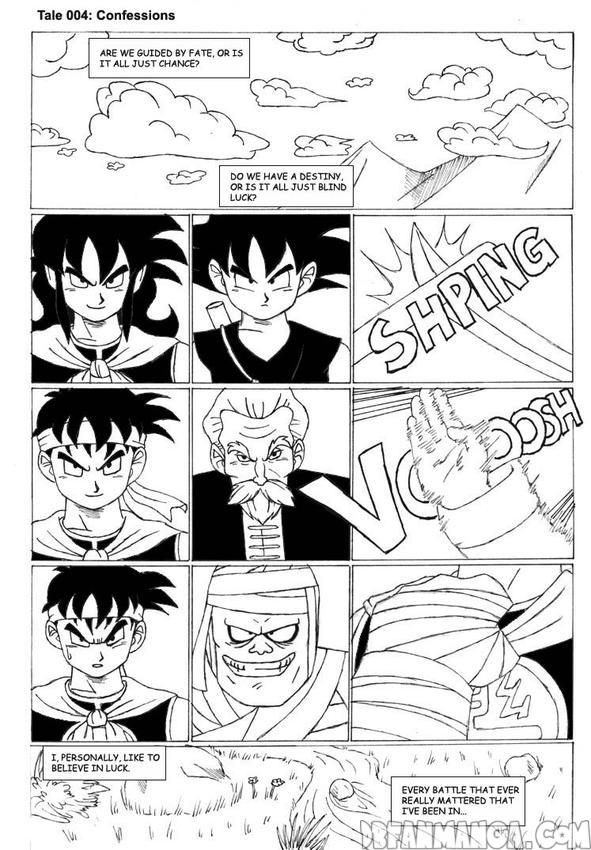 Tale 004: Confessions
ARE WE GUIDED BY FATE, OR IS
IT ALL JUST CHANCE?
DO WE HAVE A DESTINY,
OR IS IT ALL JUST BLIND
LUCK?
SHPING
VOOOOSH
I, PERSONALLY, LIKE TO
BELIEVE IN LUCK.
EVERY BATTLE THAT EVER
REALLY MATTERED THAT
I'VE BEEN IN...
DBFANMANGA.COM